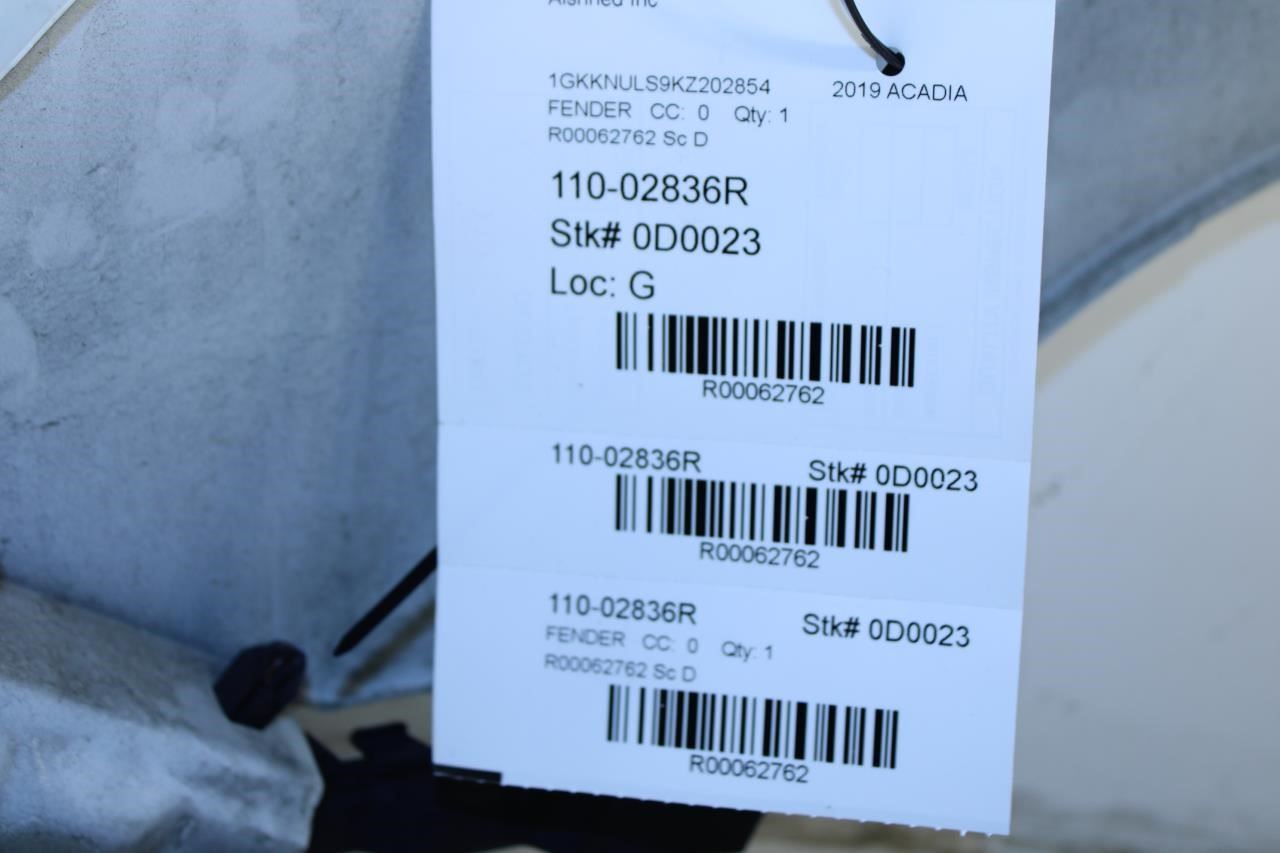 Inc
1GKKNULS9KZ202854 2019 ACADIA
FENDER CC: 0 Qty: 1
R00062762 Sc D
110-02836R
Stk# 0D0023
Loc: G
R00062762
110-02836R Stk# 0D0023
R00062762
110-02836R Stk# 0D0023
FENDER CC: 0 Qty: 1
R00062762 Sc D
R00062762